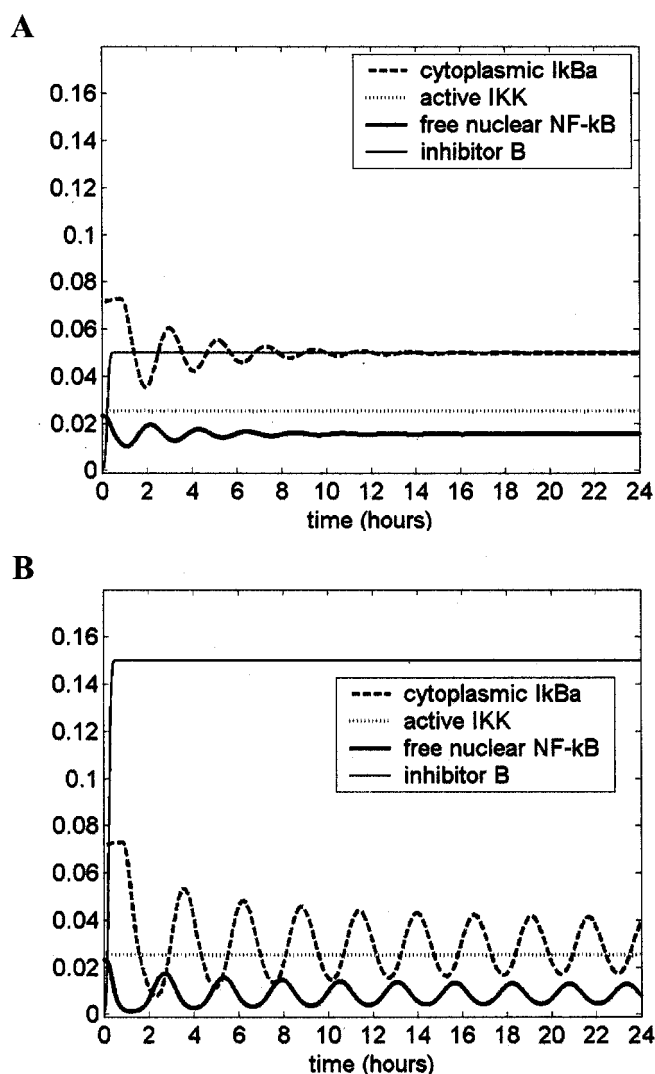 A
0.16
0.14
0.12
0.1
0.08
0.06
0.04
0.02
0
cytoplasmic IkBa
active IKK
free nuclear NF-kB
inhibitor B
0 2 4 6 8 10 12 14 16 18 20 22 24
time (hours)
B
0.16
0.14
0.12
0.1
0.08
0.06
0.04
0.02
0
cytoplasmic IkBa
active IKK
free nuclear NF-kB
inhibitor B
0 2 4 6 8 10 12 14 16 18 20 22 24
time (hours)